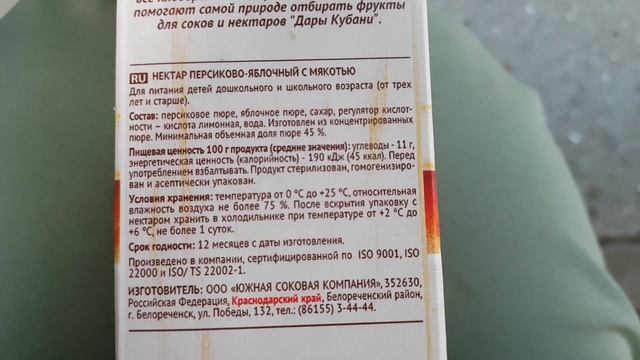 помогают самой природе отбирать фрукты
для соков и нектаров "Дары Кубани".
RU НЕКТАР ПЕРСИКОВО-ЯБЛОЧНЫЙ С МЯКОТЬЮ
Для питания детей дошкольного и школьного возраста (от трех
лет и старше).
Состав: персиковое пюре, яблочное пюре, сахар, регулятор кислот-
ности – кислота лимонная, вода. Изготовлен из концентрированных
пюре. Минимальная объемная доля пюре 45 %.
Пищевая ценность 100 г продукта (средние значения): углеводы - 11 г,
энергетическая ценность (калорийность) - 190 кДж (45 ккал). Перед
употреблением взбалтывать. Продукт стерилизован, гомогенизиро-
ван и асептически упакован.
Условия хранения: температура от 0 °С до +25 °С, относительная
влажность воздуха не более 75 %. После вскрытия упаковку с
нектаром хранить в холодильнике при температуре от +2 °С до
+6 °С, не более 1 суток.
Срок годности: 12 месяцев с даты изготовления.
Произведено в компании, сертифицированной по ISO 9001, ISO
22000 и ISO/ TS 22002-1.
ИЗГОТОВИТЕЛЬ: ООО «ЮЖНАЯ СОКОВАЯ КОМПАНИЯ», 352630,
Российская Федерация, Краснодарский край, Белореченский район,
г. Белореченск, ул. Победы, 132, тел.: (86155) 3-44-44.